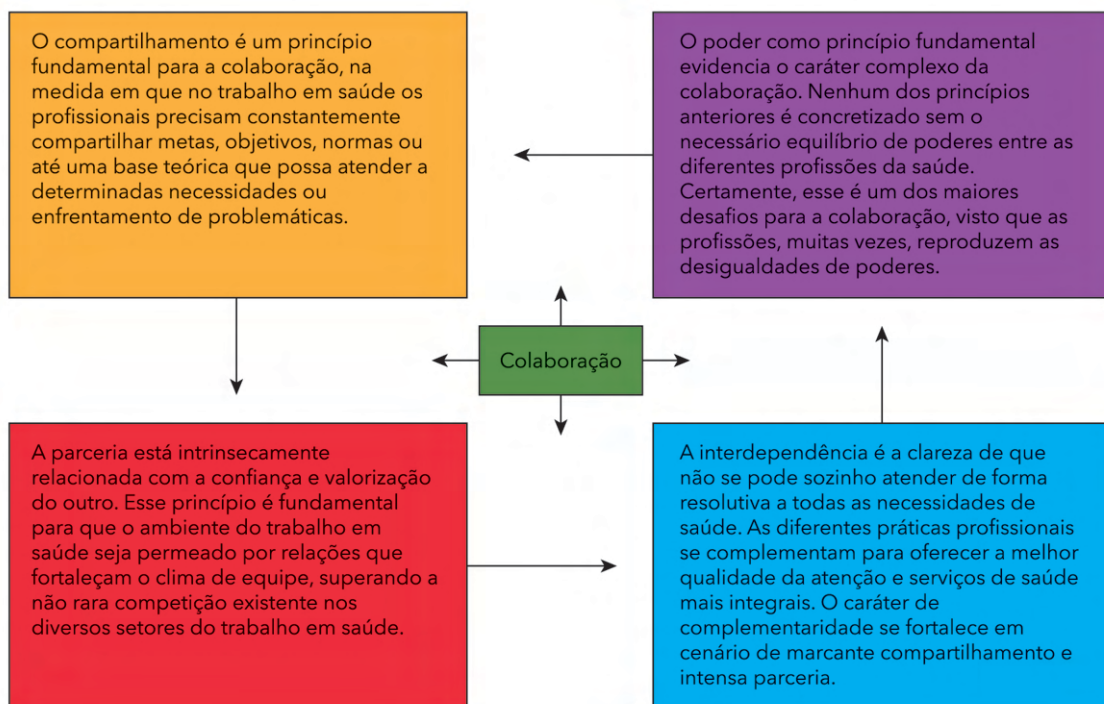 O compartilhamento é um princípio
fundamental para a colaboração, na
medida em que no trabalho em saúde os
profissionais precisam constantemente
compartilhar metas, objetivos, normas ou
até uma base teórica que possa atender a
determinadas necessidades ou
enfrentamento de problemáticas.
O poder como princípio fundamental
evidencia o caráter complexo da
colaboração. Nenhum dos princípios
anteriores é concretizado sem o
necessário equilíbrio de poderes entre as
diferentes profissões da saúde.
Certamente, esse é um dos maiores
desafios para a colaboração, visto que as
profissões, muitas vezes, reproduzem as
desigualdades de poderes.
Colaboração
A parceria está intrinsecamente
relacionada com a confiança e valorização
do outro. Esse princípio é fundamental
para que o ambiente do trabalho em
saúde seja permeado por relações que
fortaleçam o clima de equipe, superando a
não rara competição existente nos
diversos setores do trabalho em saúde.
A interdependência é a clareza de que
não se pode sozinho atender de forma
resolutiva a todas as necessidades de
saúde. As diferentes práticas profissionais
se complementam para oferecer a melhor
qualidade da atenção e serviços de saúde
mais integrais. O caráter de
complementaridade se fortalece em
cenário de marcante compartilhamento e
intensa parceria.